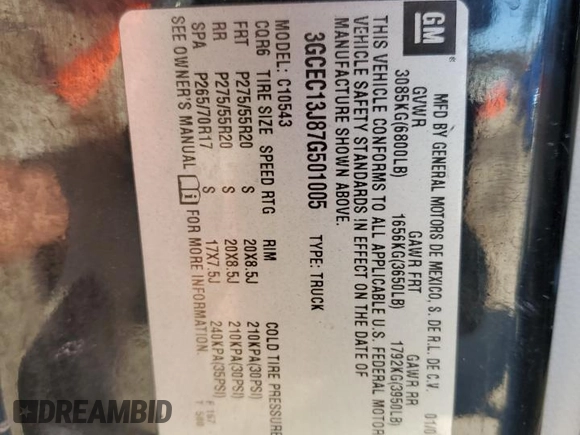 GM
MFD BY GENERAL MOTORS DE MEXICO, S. DE R.L. DE C.V. 01/0
GVWR GAWR FRT GAWR RR
3085KG(6800LB) 1656KG(3650LB) 1792KG(3950LB)
THIS VEHICLE CONFORMS TO ALL APPLICABLE U.S. FEDERAL MOTOR
VEHICLE SAFETY STANDARDS IN EFFECT ON THE DATE OF
MANUFACTURE SHOWN ABOVE.
3GCEC13J87G501005 TYPE: TRUCK
MODEL: C10543
CQR6 TIRE SIZE SPEED RTG RIM COLD TIRE PRESSURE
FRT P275/55R20 S 20X8.5J 210KPA(30PSI)
RR P275/55R20 S 20X8.5J 210KPA(30PSI)
SPA P265/70R17 S 17X7.5J 240KPA(35PSI)
SEE OWNER'S MANUAL FOR MORE INFORMATION.
DREAMBID